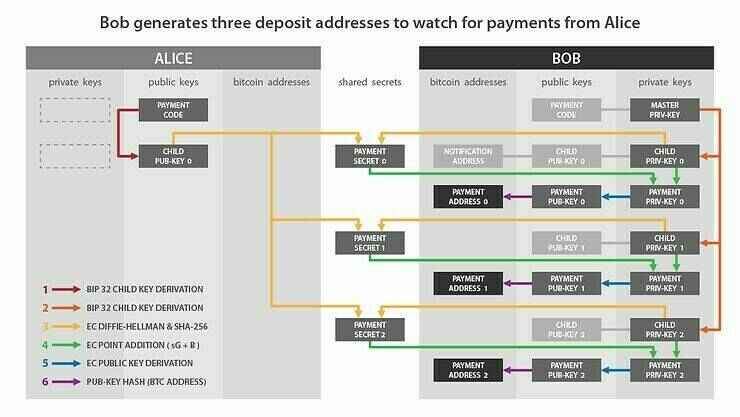 Bob generates three deposit addresses to watch for payments from Alice
ALICE
BOB
private keys
public keys
bitcoin addresses
shared secrets
bitcoin addresses
public keys
private keys
PAYMENT
CODE
PAYMENT
CODE
MASTER
PRIV-KEY
CHILD
PUB-KEY 0
PAYMENT
SECRET 0
NOTIFICATION
ADDRESS
CHILD
PUB-KEY 0
CHILD
PRIV-KEY 0
PAYMENT
ADDRESS 0
PAYMENT
PUB-KEY 0
PAYMENT
PRIV-KEY 0
PAYMENT
SECRET 1
CHILD
PUB-KEY 1
CHILD
PRIV-KEY 1
PAYMENT
ADDRESS 1
PAYMENT
PUB-KEY 1
PAYMENT
PRIV-KEY 1
PAYMENT
SECRET 2
CHILD
PUB-KEY 2
CHILD
PRIV-KEY 2
PAYMENT
ADDRESS 2
PAYMENT
PUB-KEY 2
PAYMENT
PRIV-KEY 2
1 BIP 32 CHILD KEY DERIVATION
2 BIP 32 CHILD KEY DERIVATION
3 EC DIFFIE-HELLMAN & SHA-256
4 EC POINT ADDITION ( sG + B )
5 EC PUBLIC KEY DERIVATION
6 PUB-KEY HASH (BTC ADDRESS)